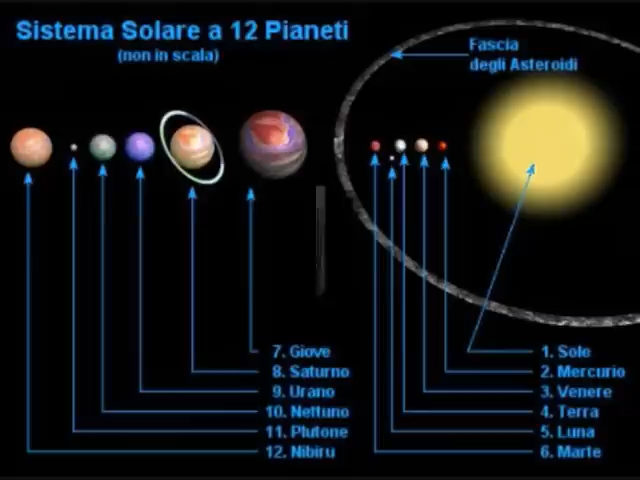 Sistema Solare a 12 Pianeti
(non in scala)
Fascia
degli Asteroidi
7. Giove
8. Saturno
9. Urano
10. Nettuno
11. Plutone
12. Nibiru
1. Sole
2. Mercurio
3. Venere
4. Terra
5. Luna
6. Marte